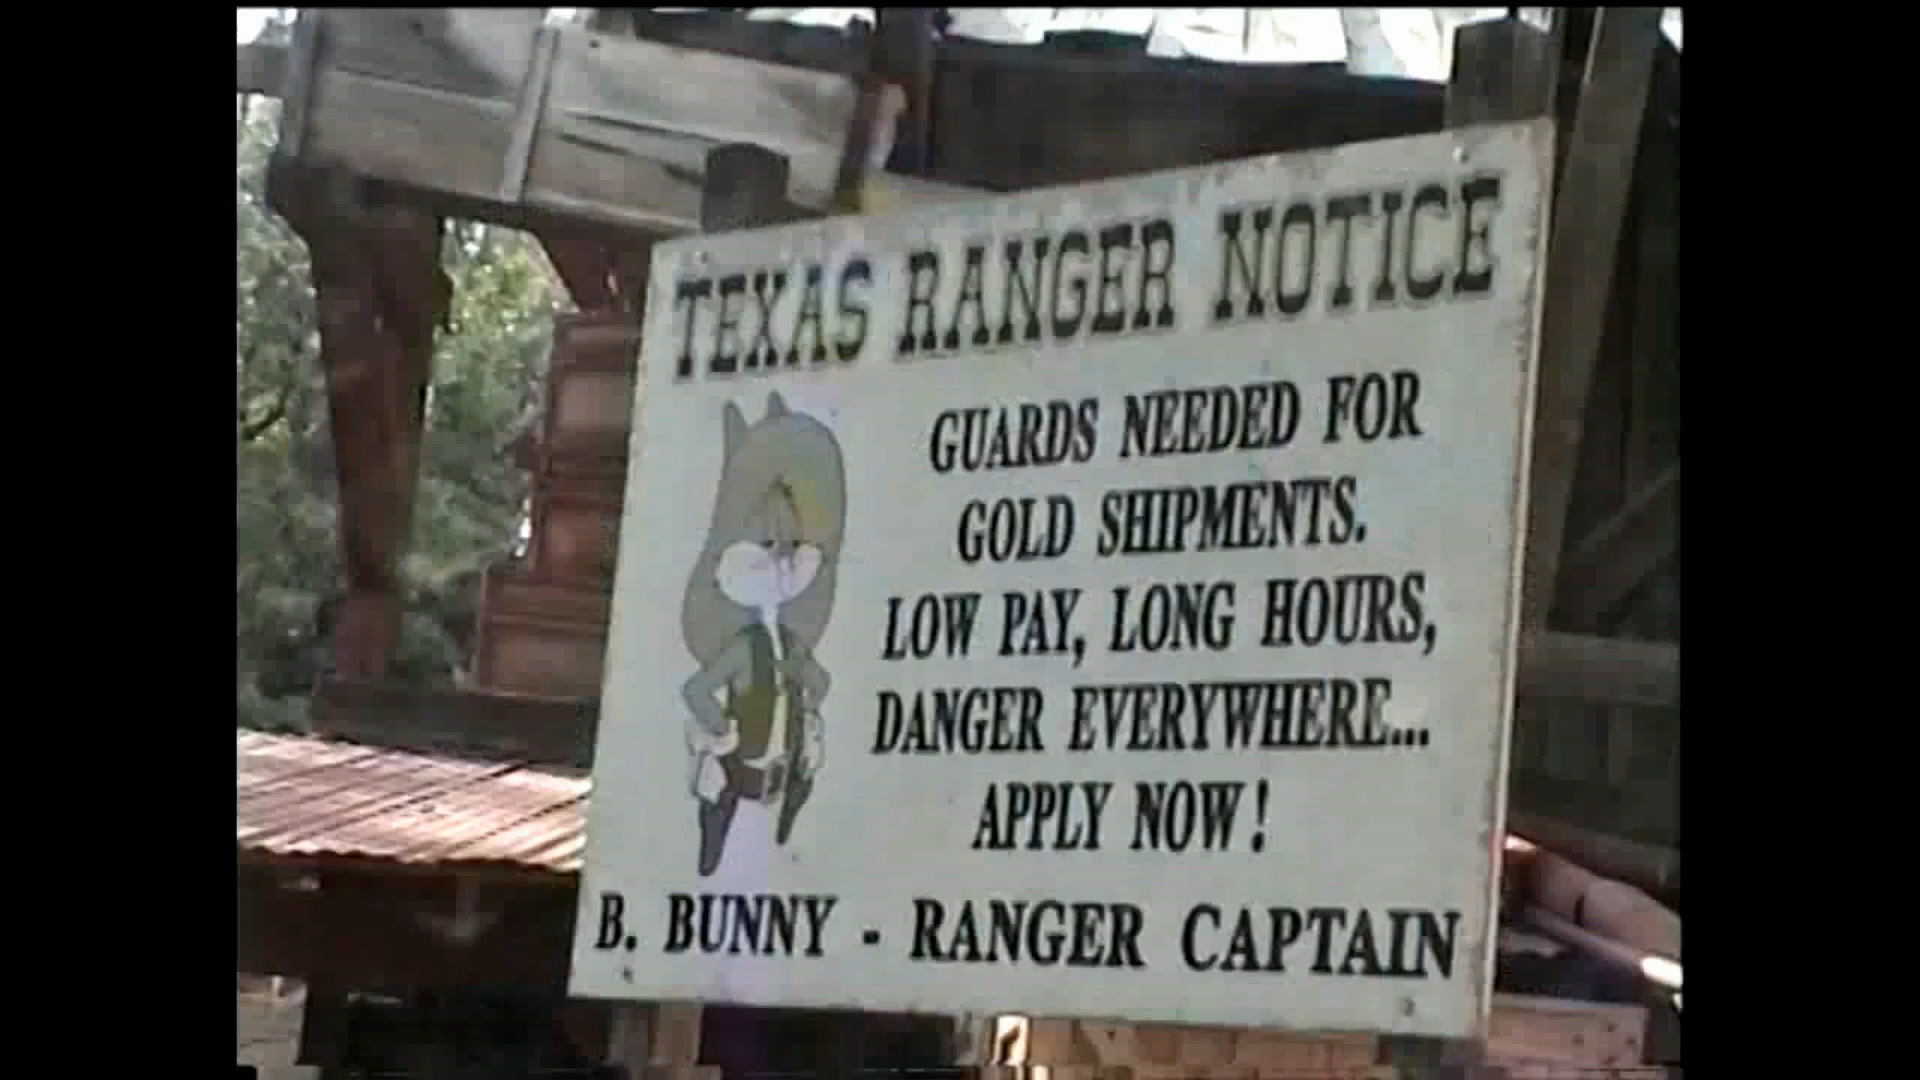 TEXAS RANGER NOTICE
GUARDS NEEDED FOR
GOLD SHIPMENTS.
LOW PAY, LONG HOURS,
DANGER EVERYWHERE...
APPLY NOW!
B. BUNNY - RANGER CAPTAIN